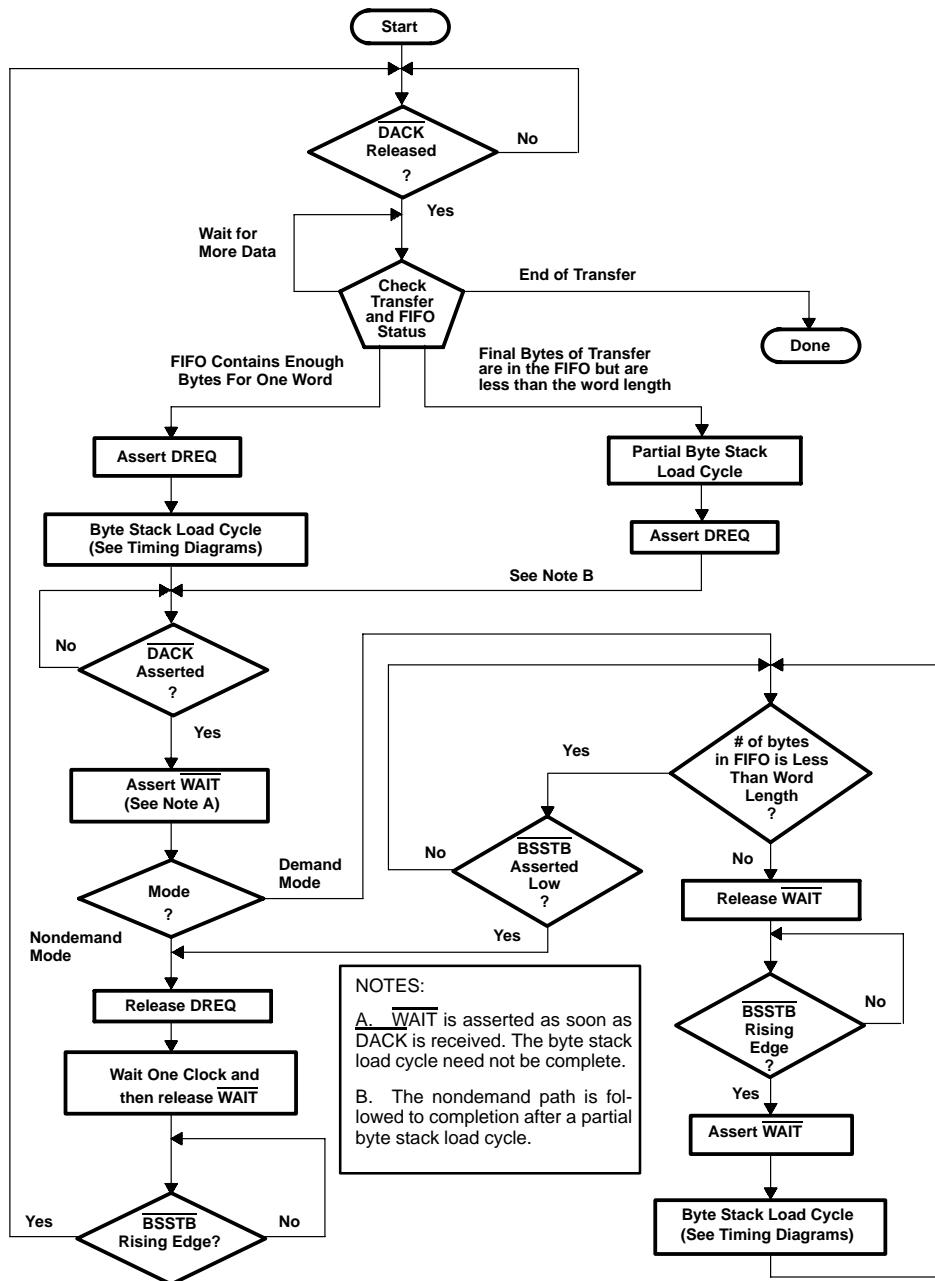 Start
DACK
Released
?
No
Yes
Wait for
More Data
Check
Transfer
and FIFO
Status
End of Transfer
Done
FIFO Contains Enough
Bytes For One Word
Final Bytes of Transfer
are in the FIFO but are
less than the word length
Assert DREQ
Partial Byte Stack
Load Cycle
Byte Stack Load Cycle
(See Timing Diagrams)
Assert DREQ
See Note B
No
DACK
Asserted
?
Yes
Assert WAIT
(See Note A)
Mode
?
Demand
Mode
Nondemand
Mode
# of bytes
in FIFO is Less
Than Word
Length
?
Yes
No
BSSTB
Asserted
Low
?
No
Yes
Release WAIT
Release DREQ
BSSTB
Rising
Edge
?
No
Yes
Wait One Clock and
then release WAIT
Assert WAIT
BSSTB
Rising Edge?
Yes
No
Byte Stack Load Cycle
(See Timing Diagrams)
NOTES:
A. WAIT is asserted as soon as
DACK is received. The byte stack
load cycle need not be complete.
B. The nondemand path is fol-
lowed to completion after a partial
byte stack load cycle.